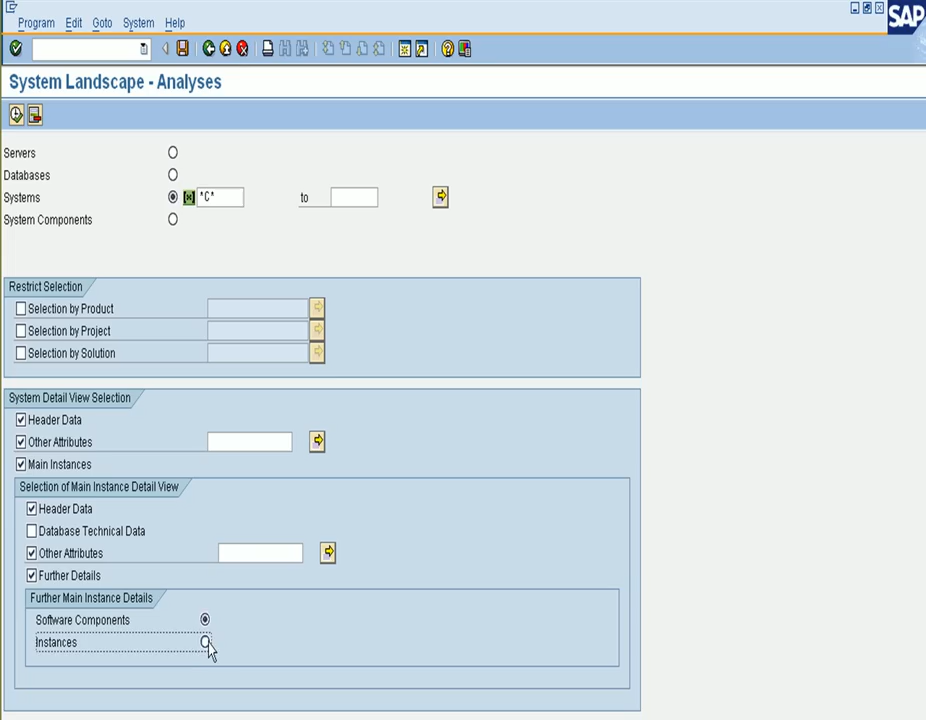 Program Edit Goto System Help
SAP
System Landscape - Analyses
Servers
Databases
Systems *C* to
System Components
Restrict Selection
Selection by Product
Selection by Project
Selection by Solution
System Detail View Selection
Header Data
Other Attributes
Main Instances
Selection of Main Instance Detail View
Header Data
Database Technical Data
Other Attributes
Further Details
Further Main Instance Details
Software Components
Instances